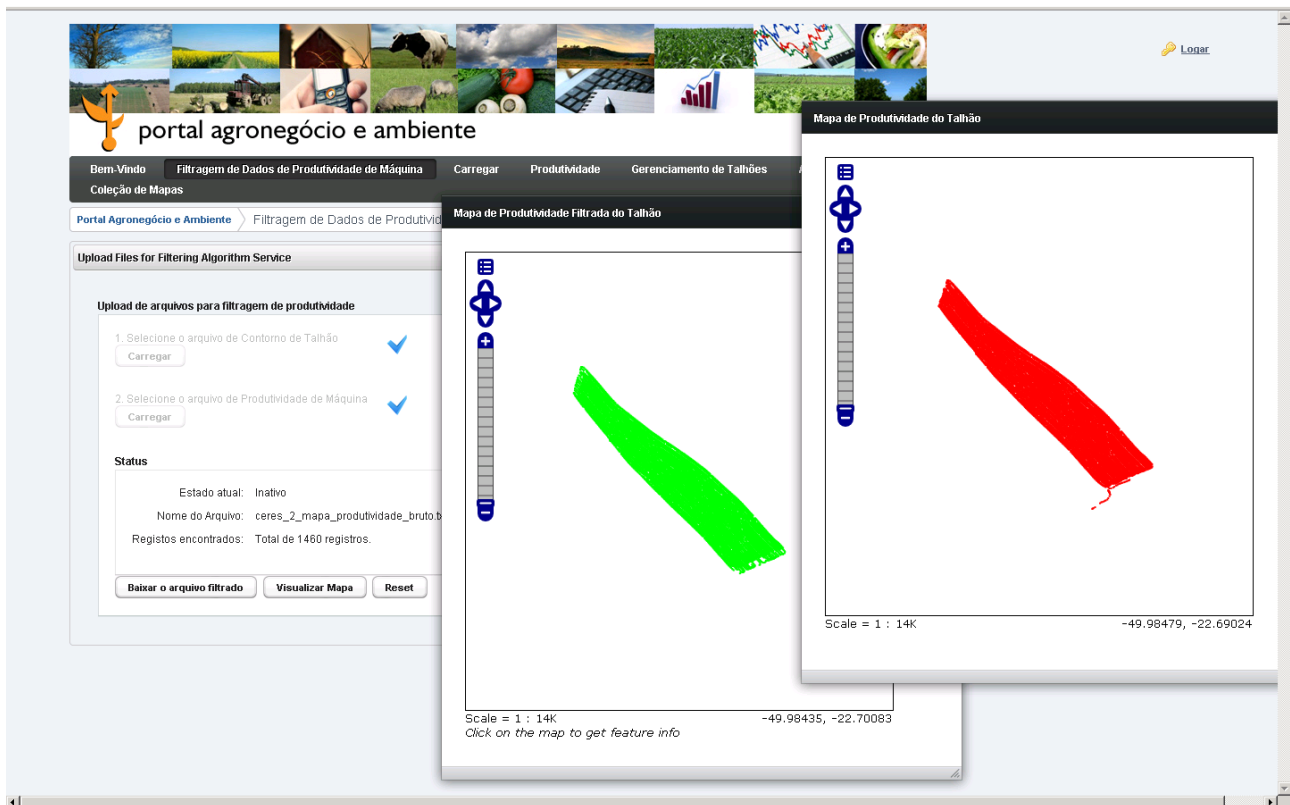 Logar
portal agronegócio e ambiente
Bem-Vindo Filtragem de Dados de Produtividade de Máquina Carregar Produtividade Gerenciamento de Talhões
Coleção de Mapas
Portal Agronegócio e Ambiente Filtragem de Dados de Produtivid
Upload Files for Filtering Algorithm Service
Upload de arquivos para filtragem de produtividade
1. Selecione o arquivo de Contorno de Talhão
Carregar
2. Selecione o arquivo de Produtividade de Máquina
Carregar
Status
Estado atual: Inativo
Nome do Arquivo: ceres_2_mapa_produtividade_bruto.t
Registos encontrados: Total de 1460 registros.
Baixar o arquivo filtrado Visualizar Mapa Reset
Mapa de Produtividade Filtrada do Talhão
Scale = 1 : 14K -49.98435, -22.70083
Click on the map to get feature info
Mapa de Produtividade do Talhão
Scale = 1 : 14K -49.98479, -22.69024